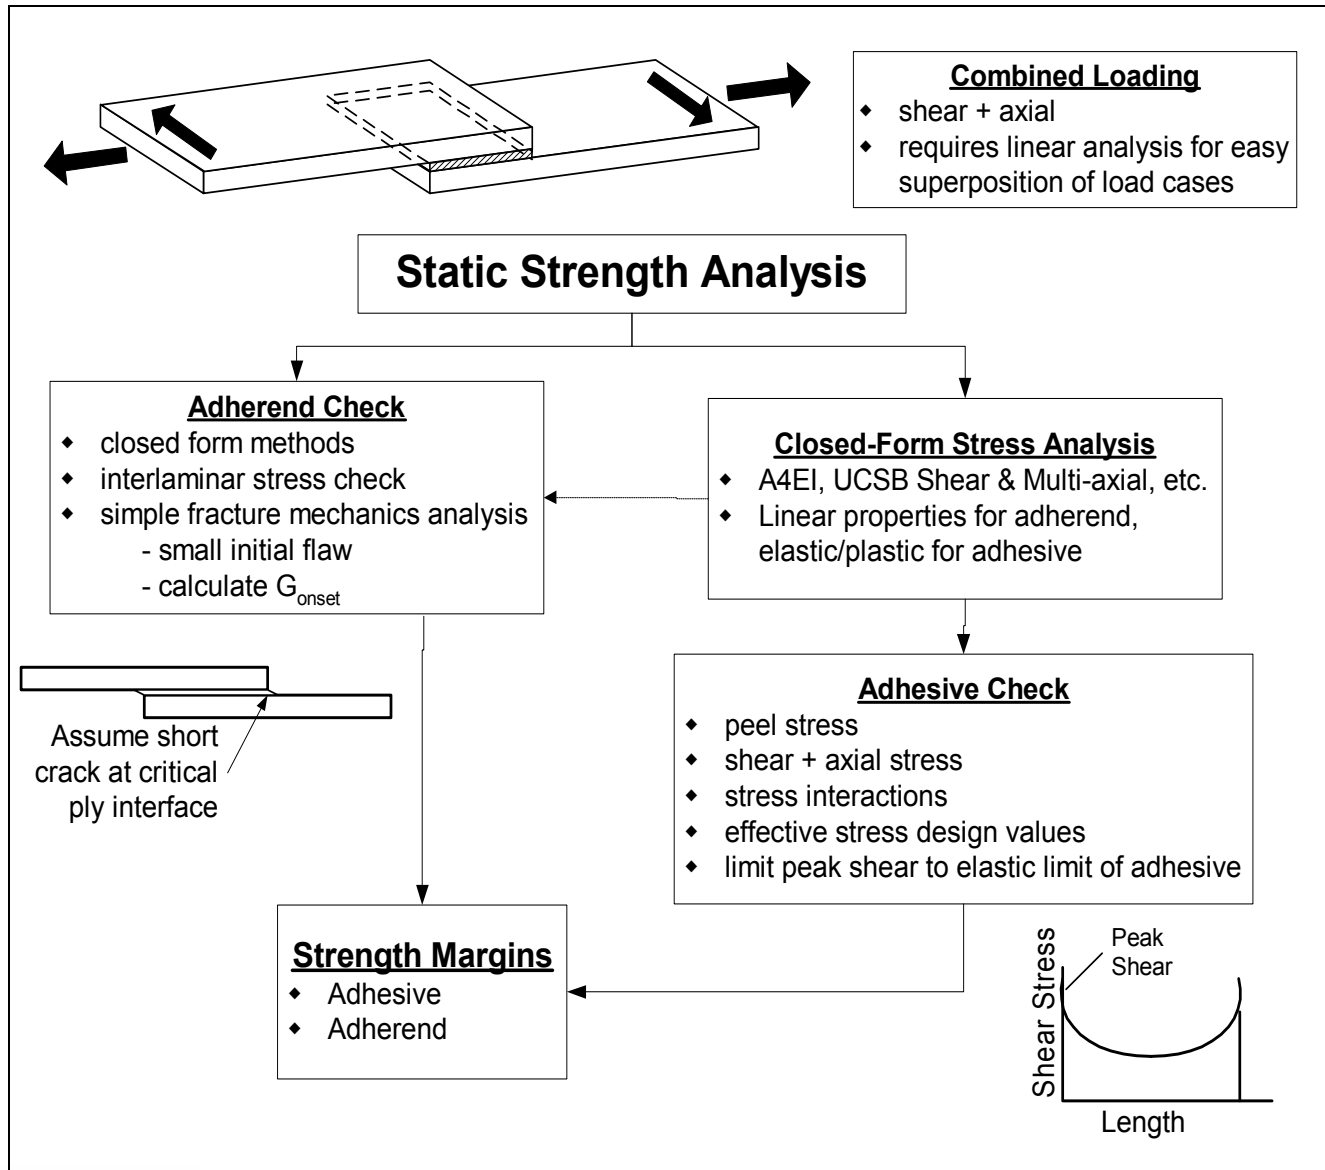 Combined Loading
◆ shear + axial
◆ requires linear analysis for easy
superposition of load cases
Static Strength Analysis
Adherend Check
◆ closed form methods
◆ interlaminar stress check
◆ simple fracture mechanics analysis
- small initial flaw
- calculate Gonset
Closed-Form Stress Analysis
◆ A4EI, UCSB Shear & Multi-axial, etc.
◆ Linear properties for adherend,
elastic/plastic for adhesive
Assume short
crack at critical
ply interface
Adhesive Check
◆ peel stress
◆ shear + axial stress
◆ stress interactions
◆ effective stress design values
◆ limit peak shear to elastic limit of adhesive
Strength Margins
◆ Adhesive
◆ Adherend
Shear Stress
Peak
Shear
Length